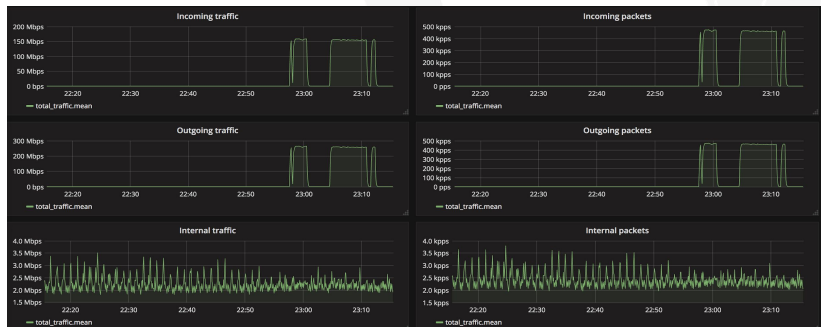 Incoming traffic
200 Mbps
150 Mbps
100 Mbps
50 Mbps
0 bps
22:20 22:30 22:40 22:50 23:00 23:10
total_traffic.mean
Incoming packets
500 kpps
400 kpps
300 kpps
200 kpps
100 kpps
0 pps
22:20 22:30 22:40 22:50 23:00 23:10
total_traffic.mean
Outgoing traffic
300 Mbps
200 Mbps
100 Mbps
0 bps
22:20 22:30 22:40 22:50 23:00 23:10
total_traffic.mean
Outgoing packets
500 kpps
400 kpps
300 kpps
200 kpps
100 kpps
0 pps
22:20 22:30 22:40 22:50 23:00 23:10
total_traffic.mean
Internal traffic
4.0 Mbps
3.5 Mbps
3.0 Mbps
2.5 Mbps
2.0 Mbps
1.5 Mbps
22:20 22:30 22:40 22:50 23:00 23:10
total_traffic.mean
Internal packets
4.0 kpps
3.5 kpps
3.0 kpps
2.5 kpps
2.0 kpps
1.5 kpps
22:20 22:30 22:40 22:50 23:00 23:10
total_traffic.mean